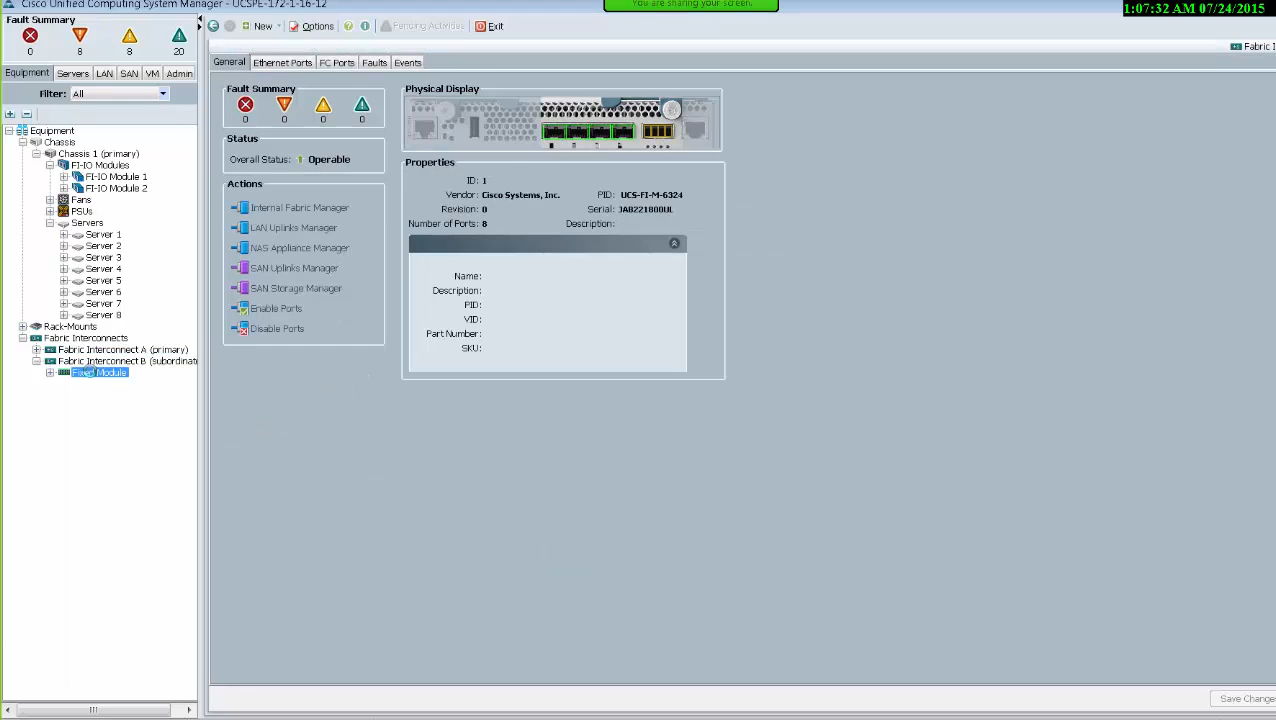 Cisco Unified Computing System Manager - UCSPE-172-1-16-12
You are sharing your screen.
1:07:32 AM 07/24/2015
Fault Summary
0 8 8 20
New Options Pending Activities Exit
Fabric I
Equipment Servers LAN SAN VM Admin
Filter: All
General Ethernet Ports FC Ports Faults Events
Equipment
Chassis
Chassis 1 (primary)
FI-IO Modules
FI-IO Module 1
FI-IO Module 2
Fans
PSUs
Servers
Server 1
Server 2
Server 3
Server 4
Server 5
Server 6
Server 7
Server 8
Rack-Mounts
Fabric Interconnects
Fabric Interconnect A (primary)
Fabric Interconnect B (subordinat
Fixed Module
Fault Summary
0 0 0 0
Status
Overall Status: Operable
Actions
Internal Fabric Manager
LAN Uplinks Manager
NAS Appliance Manager
SAN Uplinks Manager
SAN Storage Manager
Enable Ports
Disable Ports
Physical Display
Properties
ID: 1
Vendor: Cisco Systems, Inc. PID: UCS-FI-M-6324
Revision: 0 Serial: JAB221800UL
Number of Ports: 8 Description:
Name:
Description:
PID:
VID:
Part Number:
SKU:
Save Change